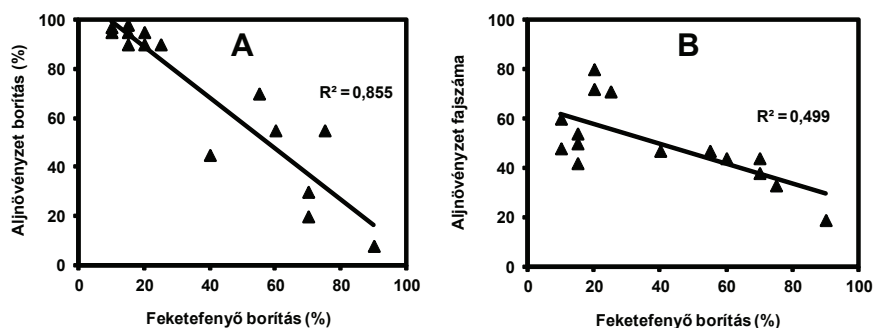 A
Aljnövényzet borítás (%)
100
80
60
40
20
0
R² = 0,855
0 20 40 60 80 100
Feketefenyő borítás (%)
B
Aljnövényzet fajszáma
100
80
60
40
20
0
R² = 0,499
0 20 40 60 80 100
Feketefenyő borítás (%)